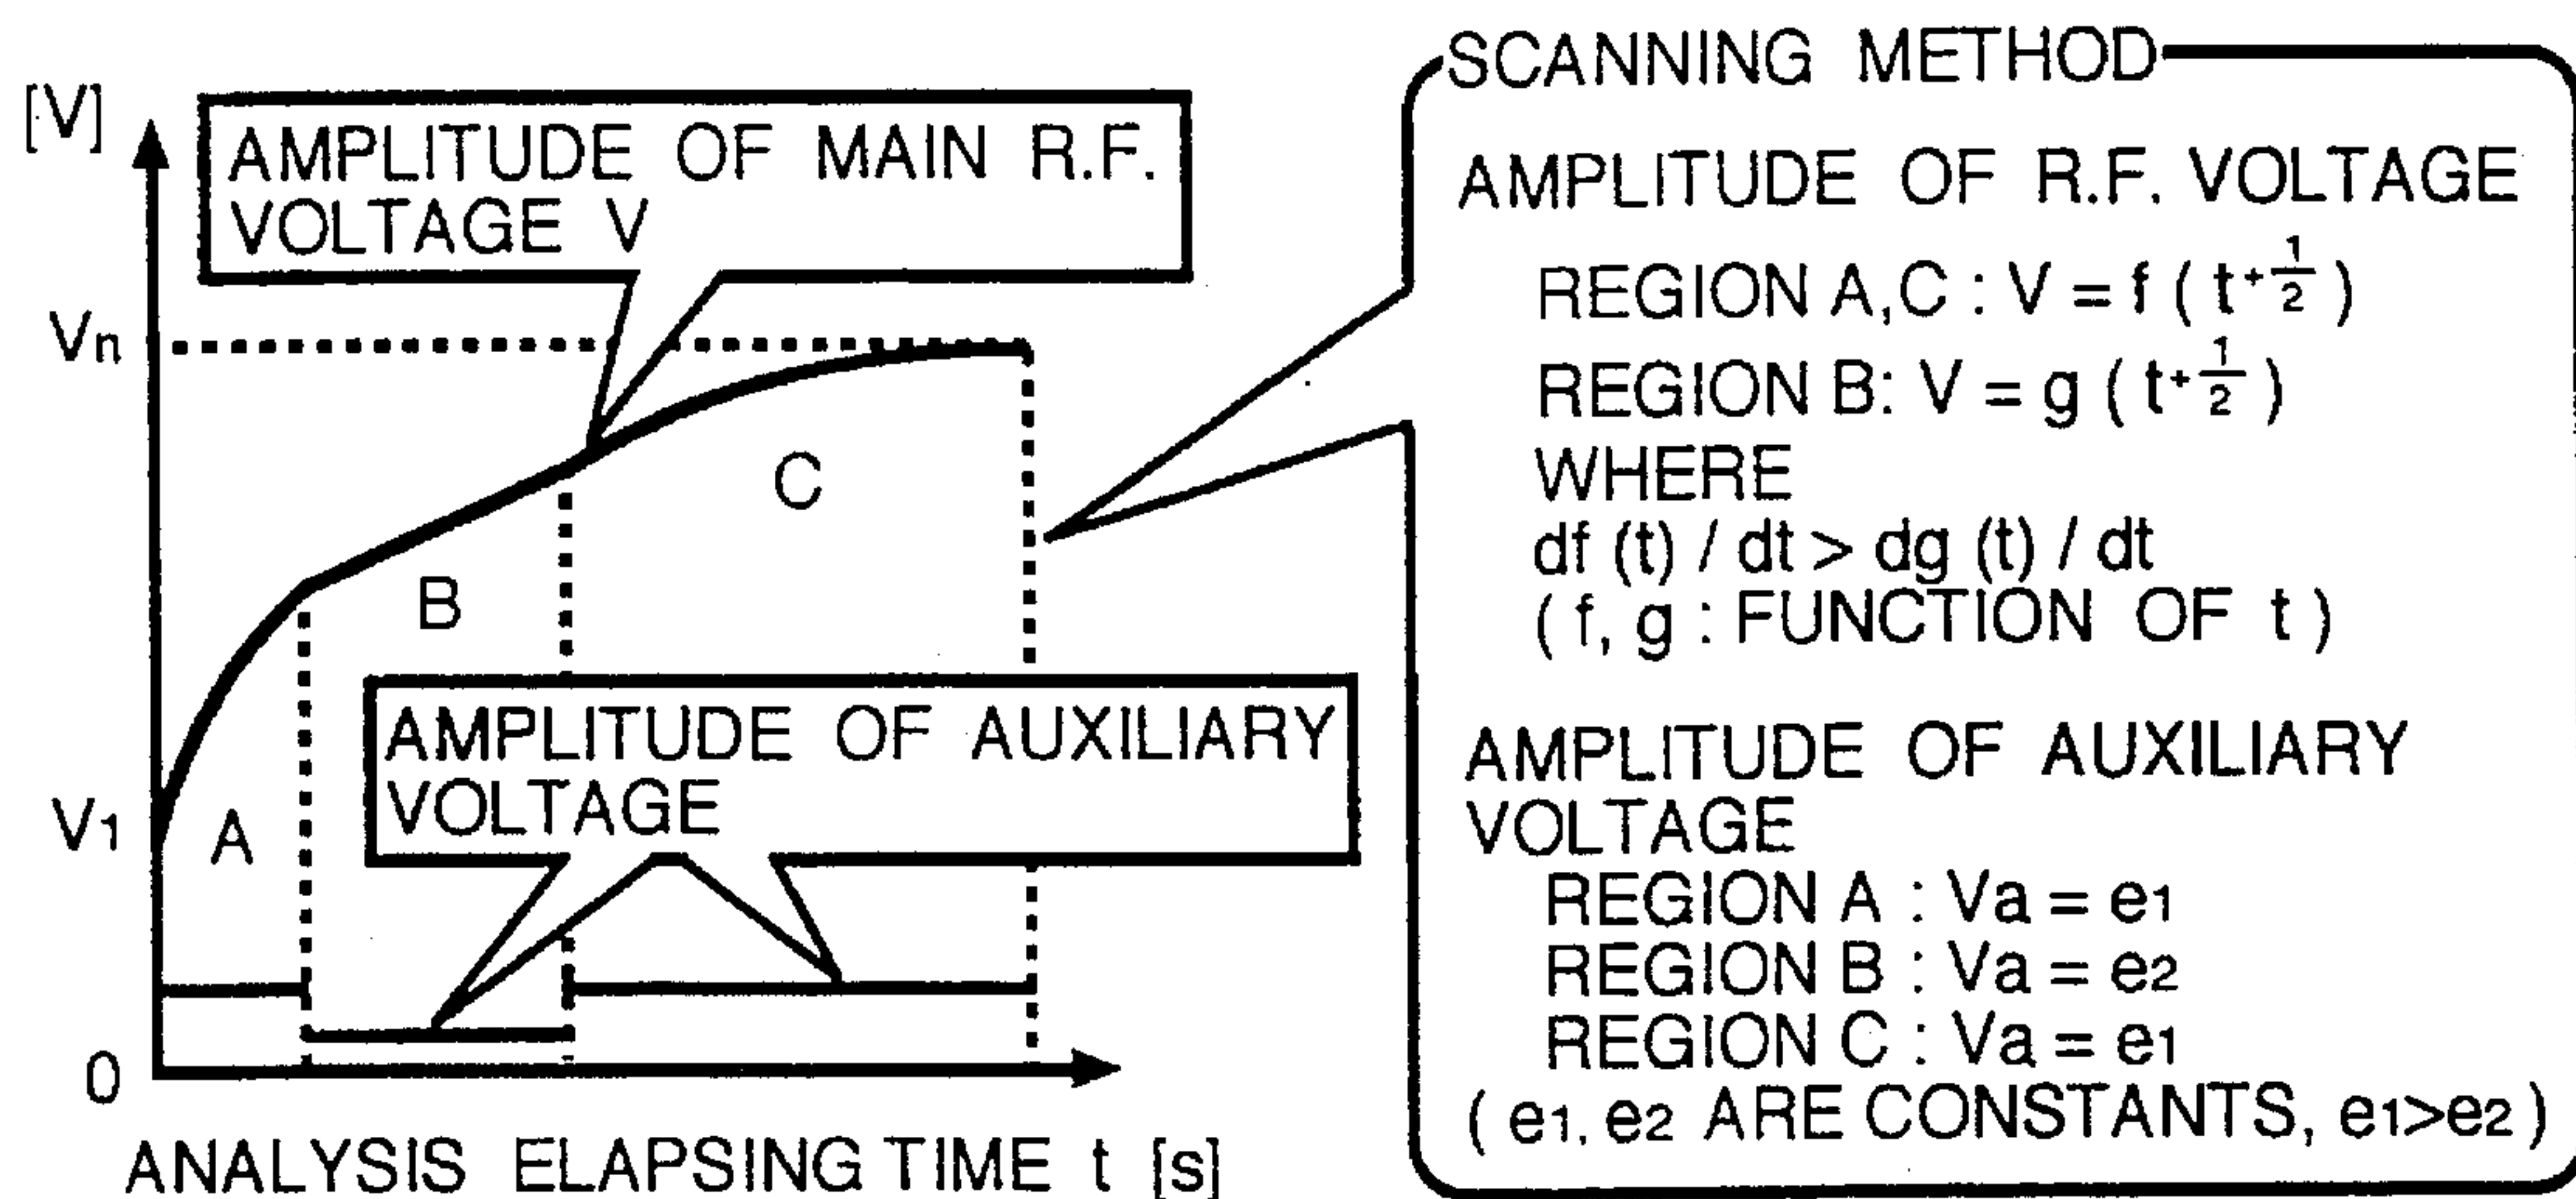 [V]
AMPLITUDE OF MAIN R.F.
VOLTAGE V
Vn
C
B
AMPLITUDE OF AUXILIARY
VOLTAGE
V1
A
0
ANALYSIS ELAPSING TIME t [s]
SCANNING METHOD
AMPLITUDE OF R.F. VOLTAGE
REGION A,C : V = f ( t^{+1/2} )
REGION B: V = g ( t^{+1/2} )
WHERE
df (t) / dt > dg (t) / dt
( f, g : FUNCTION OF t )
AMPLITUDE OF AUXILIARY
VOLTAGE
REGION A : Va = e1
REGION B : Va = e2
REGION C : Va = e1
( e1, e2 ARE CONSTANTS, e1>e2 )